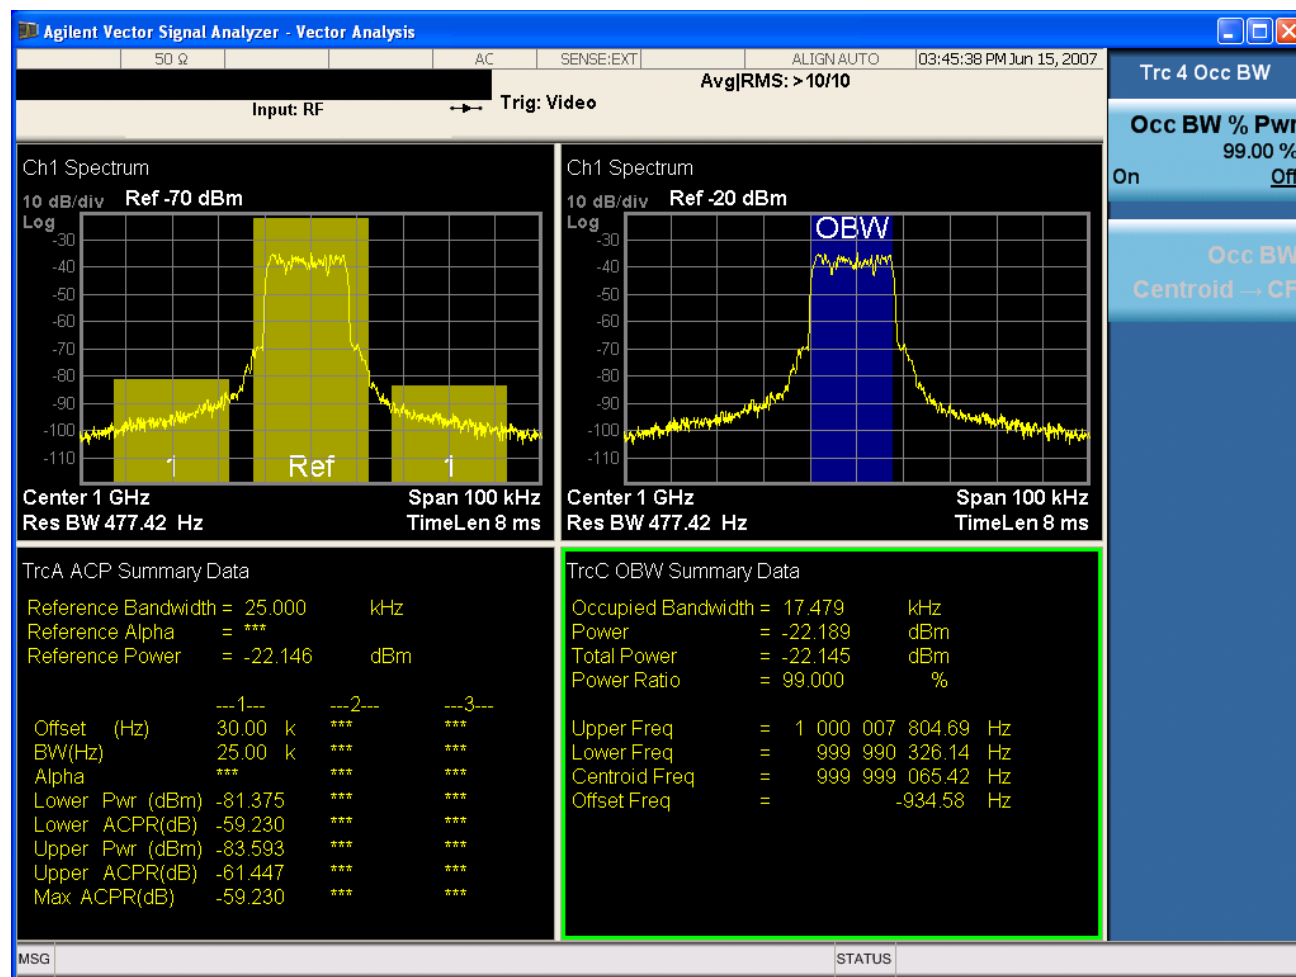 Agilent Vector Signal Analyzer - Vector Analysis
50 Ω AC SENSE:EXT ALIGN AUTO 03:45:38 PM Jun 15, 2007
Avg|RMS: > 10/10
Input: RF Trig: Video
Trc 4 Occ BW
Occ BW % Pwr
99.00 %
On Off
Occ BW
Centroid → CF
Ch1 Spectrum
10 dB/div Ref -70 dBm
Log
-30
-40
-50
-60
-70
-80
-90
-100
-110
1 Ref 1
Center 1 GHz Span 100 kHz
Res BW 477.42 Hz TimeLen 8 ms
Ch1 Spectrum
10 dB/div Ref -20 dBm
Log
OBW
-30
-40
-50
-60
-70
-80
-90
-100
-110
Center 1 GHz Span 100 kHz
Res BW 477.42 Hz TimeLen 8 ms
TrcA ACP Summary Data
Reference Bandwidth = 25.000 kHz
Reference Alpha = ***
Reference Power = -22.146 dBm
---1--- ---2--- ---3---
Offset (Hz) 30.00 k *** ***
BW(Hz) 25.00 k *** ***
Alpha *** *** ***
Lower Pwr (dBm) -81.375 *** ***
Lower ACPR(dB) -59.230 *** ***
Upper Pwr (dBm) -83.593 *** ***
Upper ACPR(dB) -61.447 *** ***
Max ACPR(dB) -59.230 *** ***
TrcC OBW Summary Data
Occupied Bandwidth = 17.479 kHz
Power = -22.189 dBm
Total Power = -22.145 dBm
Power Ratio = 99.000 %
Upper Freq = 1 000 007 804.69 Hz
Lower Freq = 999 990 326.14 Hz
Centroid Freq = 999 999 065.42 Hz
Offset Freq = -934.58 Hz
MSG STATUS